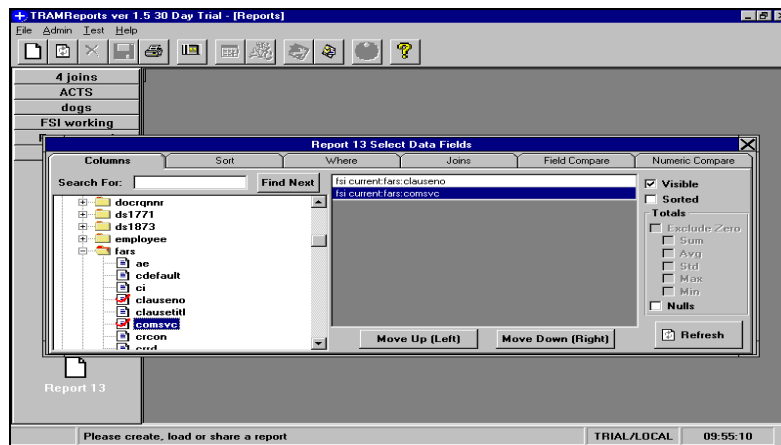 TRAMReports ver 1.5 30 Day Trial - [Reports]
File Admin Test Help
4 joins
ACTS
dogs
FSI working
Report 13 Select Data Fields
Columns Sort Where Joins Field Compare Numeric Compare
Search For: Find Next
docrqnnr
ds1771
ds1873
employee
fars
ae
cdefault
ci
clauseno
clausetitl
comsvc
crcon
fsi current:fars:clauseno
fsi current:fars:comsvc
Move Up (Left) Move Down (Right)
Visible
Sorted
Totals
Exclude Zero
Sum
Avg
Std
Max
Min
Nulls
Refresh
Report 13
Please create, load or share a report TRIAL/LOCAL 09:55:10